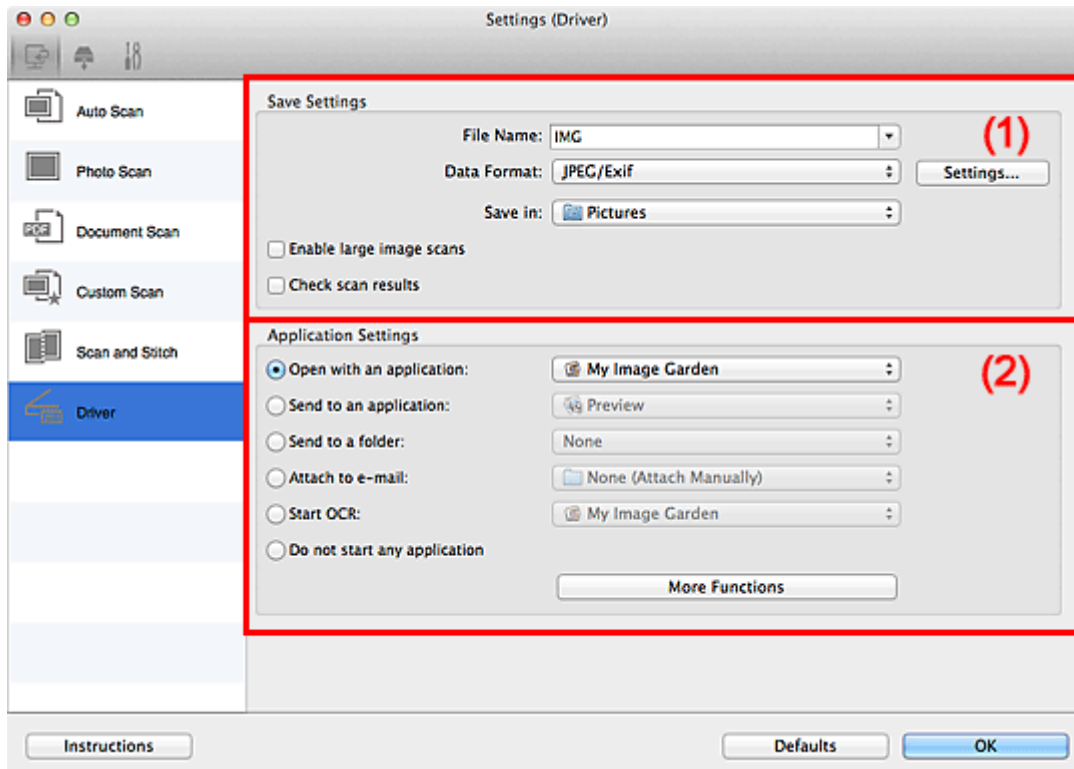 Settings (Driver)
Auto Scan
Photo Scan
PDF
Document Scan
Custom Scan
Scan and Stitch
Driver
Save Settings
(1)
File Name: IMG
Data Format: JPEG/Exif Settings...
Save in: Pictures
Enable large image scans
Check scan results
Application Settings
(2)
Open with an application: My Image Garden
Send to an application: Preview
Send to a folder: None
Attach to e-mail: None (Attach Manually)
Start OCR: My Image Garden
Do not start any application
More Functions
Instructions Defaults OK